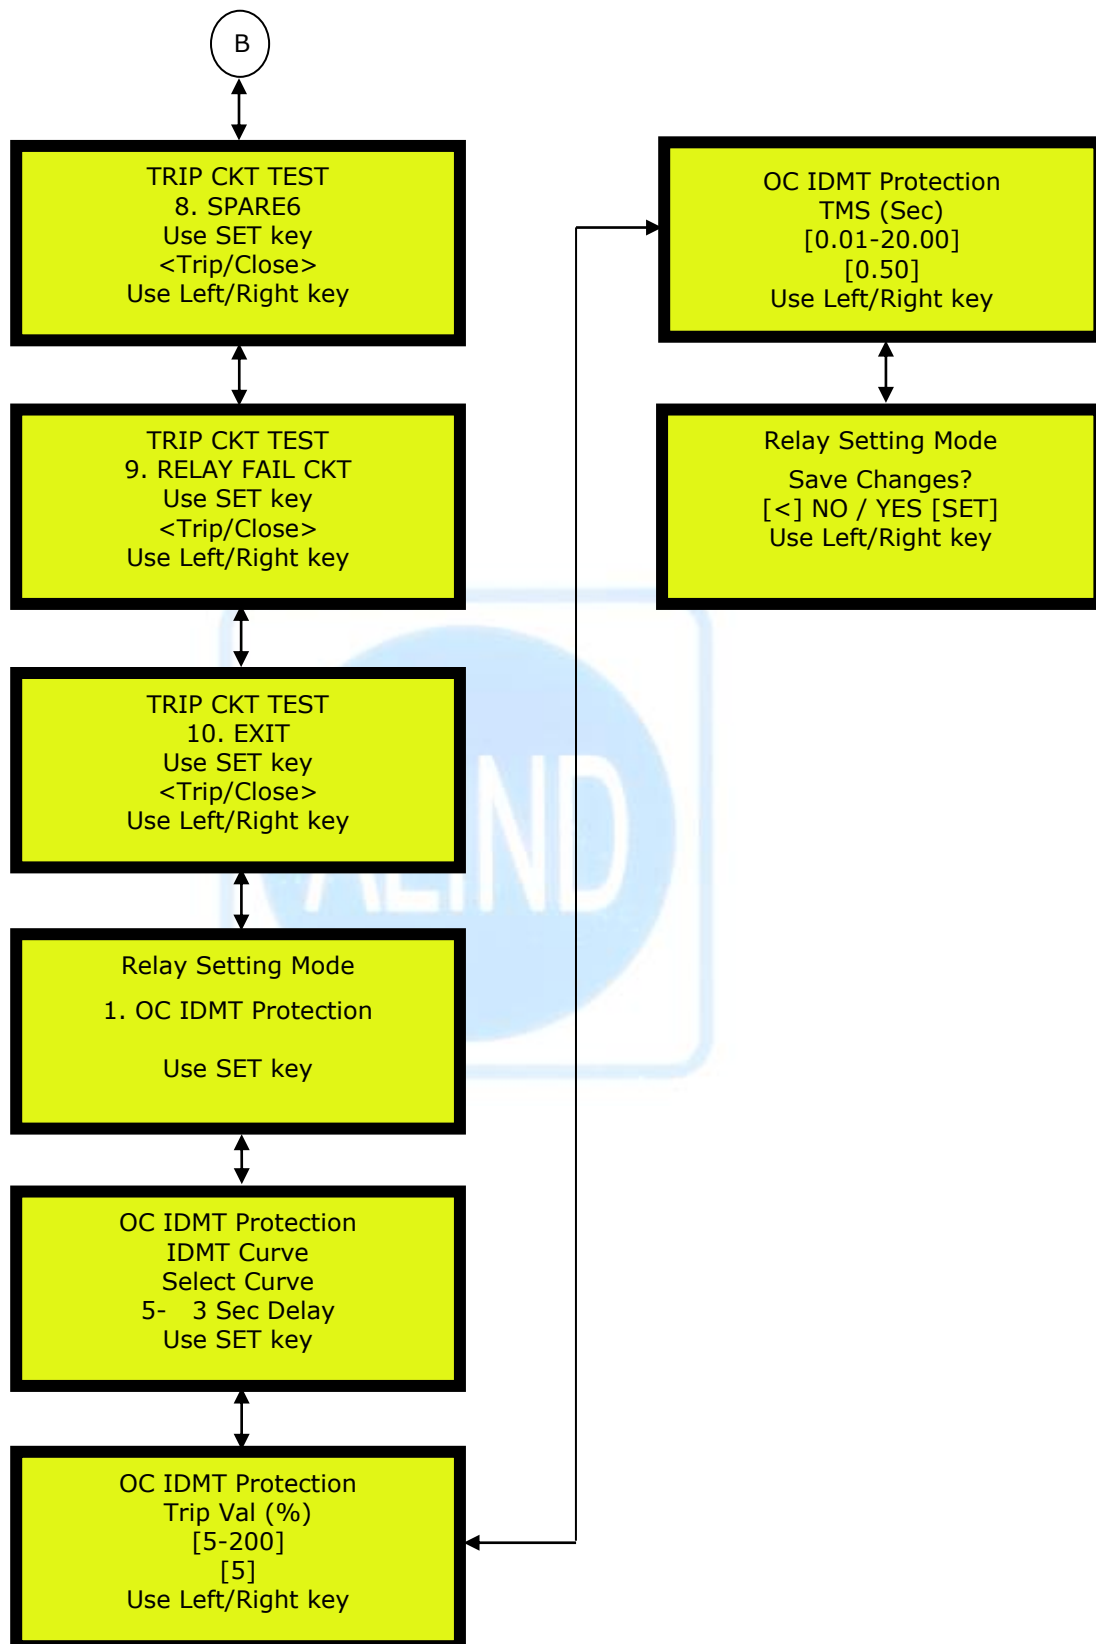 B
TRIP CKT TEST
8. SPARE6
Use SET key
<Trip/Close>
Use Left/Right key
TRIP CKT TEST
9. RELAY FAIL CKT
Use SET key
<Trip/Close>
Use Left/Right key
TRIP CKT TEST
10. EXIT
Use SET key
<Trip/Close>
Use Left/Right key
Relay Setting Mode
1. OC IDMT Protection
Use SET key
OC IDMT Protection
IDMT Curve
Select Curve
5- 3 Sec Delay
Use SET key
OC IDMT Protection
Trip Val (%)
[5-200]
[5]
Use Left/Right key
OC IDMT Protection
TMS (Sec)
[0.01-20.00]
[0.50]
Use Left/Right key
Relay Setting Mode
Save Changes?
[<] NO / YES [SET]
Use Left/Right key
ALIND